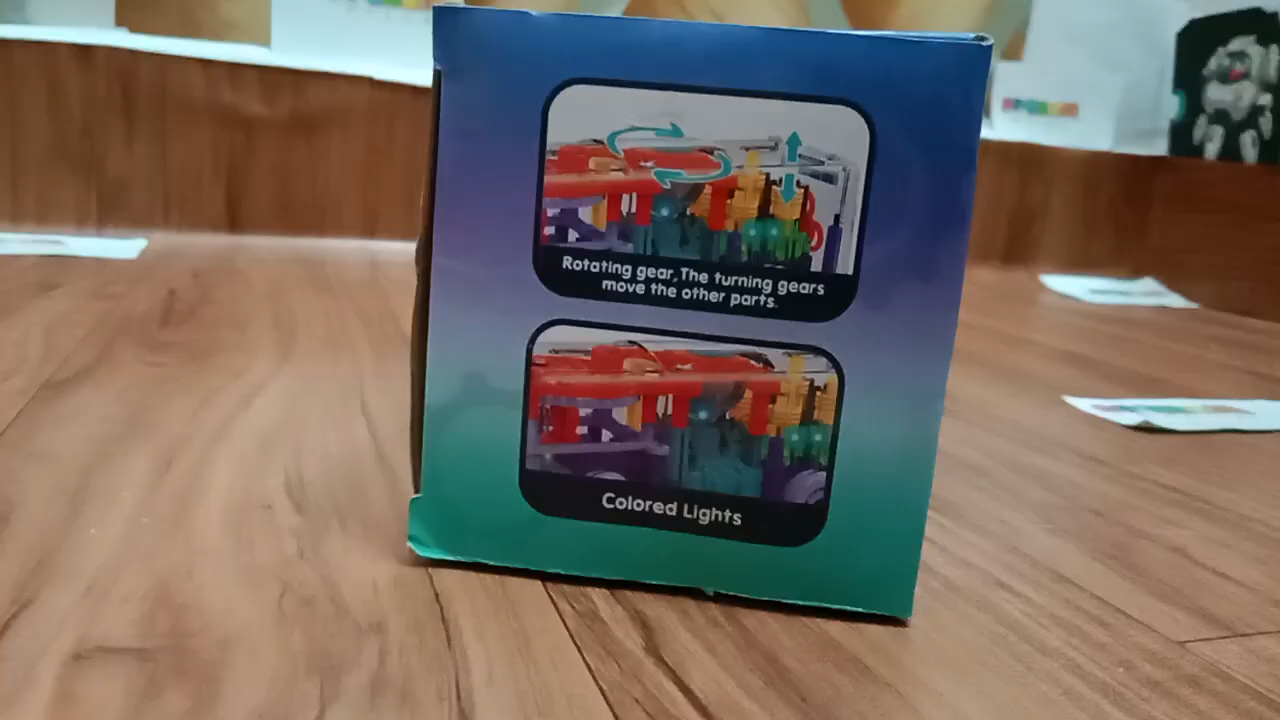 Rotating gear,The turning gears
move the other parts.
Colored Lights